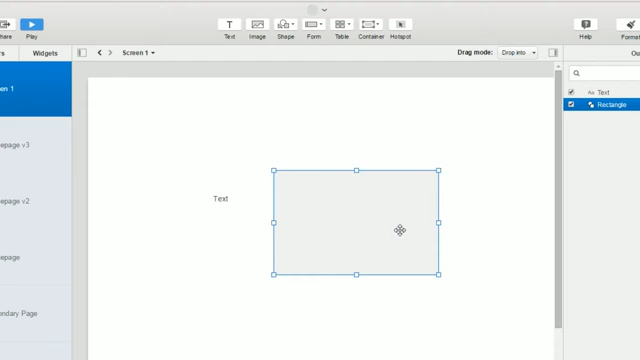 hare
Play
Text
Image
Shape
Form
Table
Container
Hotspot
Help
Format
rs
Widgets
Screen 1
Drag mode:
Drop into
Ou
en 1
Text
Rectangle
epage v3
epage v2
epage
ondary Page
Text